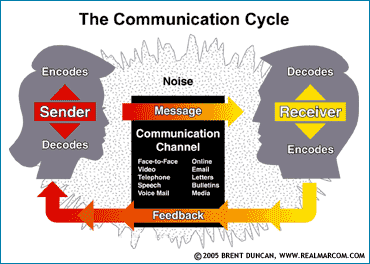 The Communication Cycle
Encodes
Sender
Decodes
Noise
Message
Communication
Channel
Face-to-Face Online
Video Email
Telephone Letters
Speech Bulletins
Voice Mail Media
Decodes
Receiver
Encodes
Feedback
©2005 BRENT DUNCAN, WWW.REALMARCOM.COM